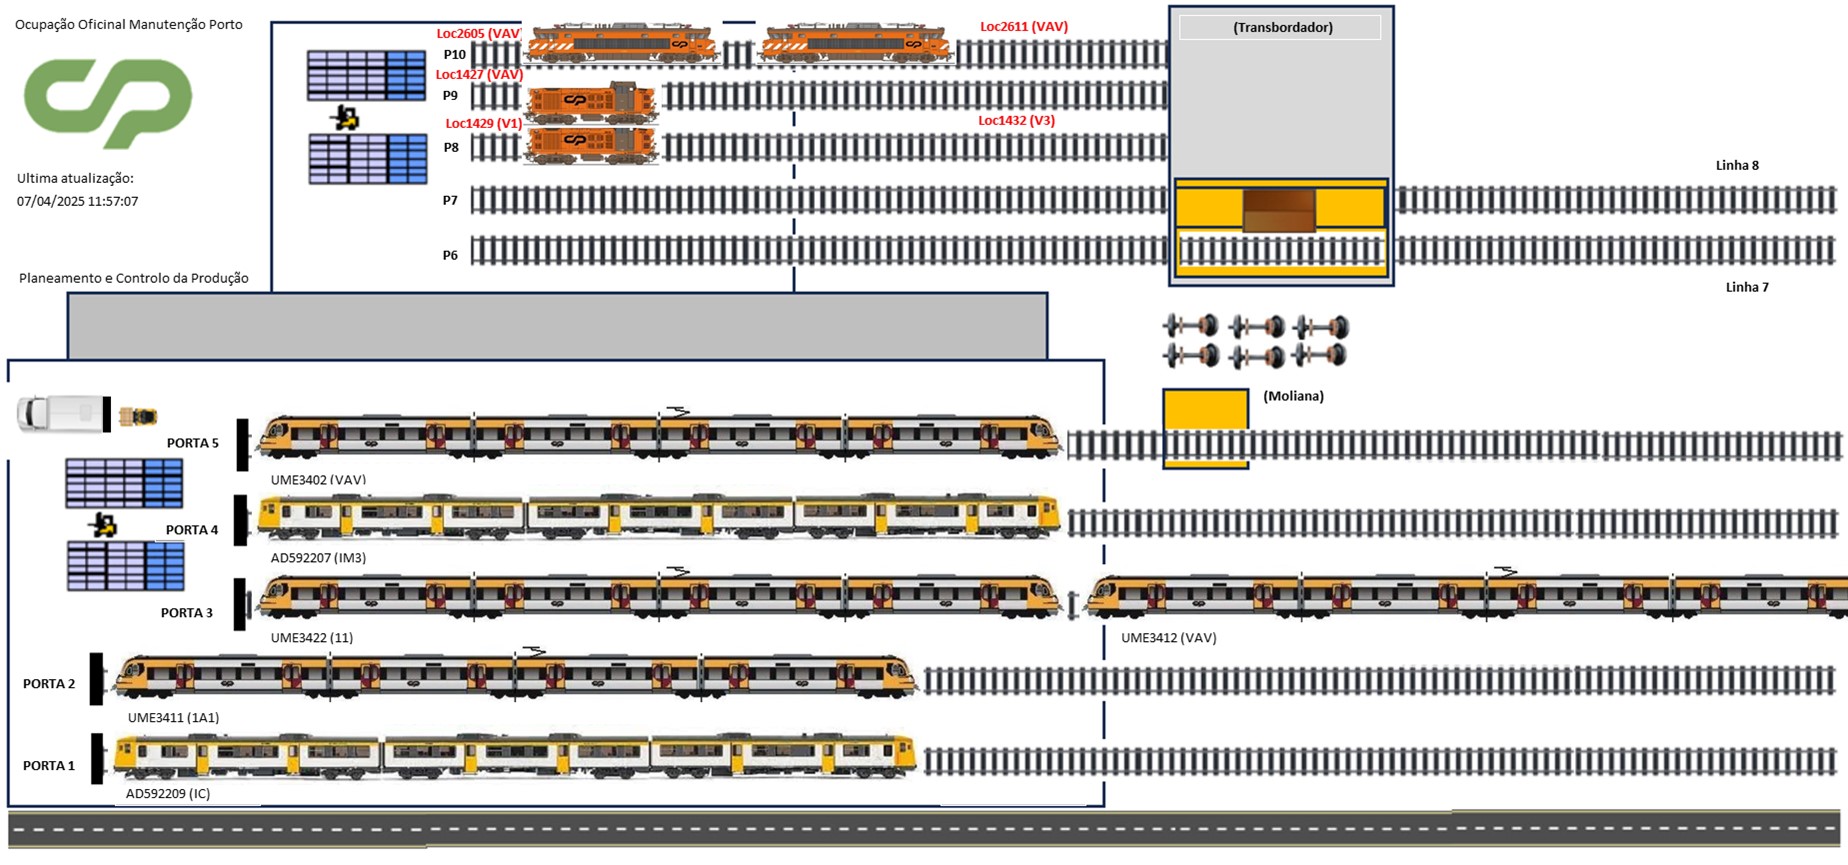 Ocupação Oficinal Manutenção Porto
Ultima atualização:
07/04/2025 11:57:07
Planeamento e Controlo da Produção
Loc2605 (VAV)
Loc2611 (VAV)
P10
Loc1427 (VAV)
P9
Loc1429 (V1)
Loc1432 (V3)
P8
P7
P6
(Transbordador)
Linha 8
Linha 7
(Moliana)
PORTA 5
UME3402 (VAV)
PORTA 4
AD592207 (IM3)
PORTA 3
UME3422 (11)
UME3412 (VAV)
PORTA 2
UME3411 (1A1)
PORTA 1
AD592209 (IC)